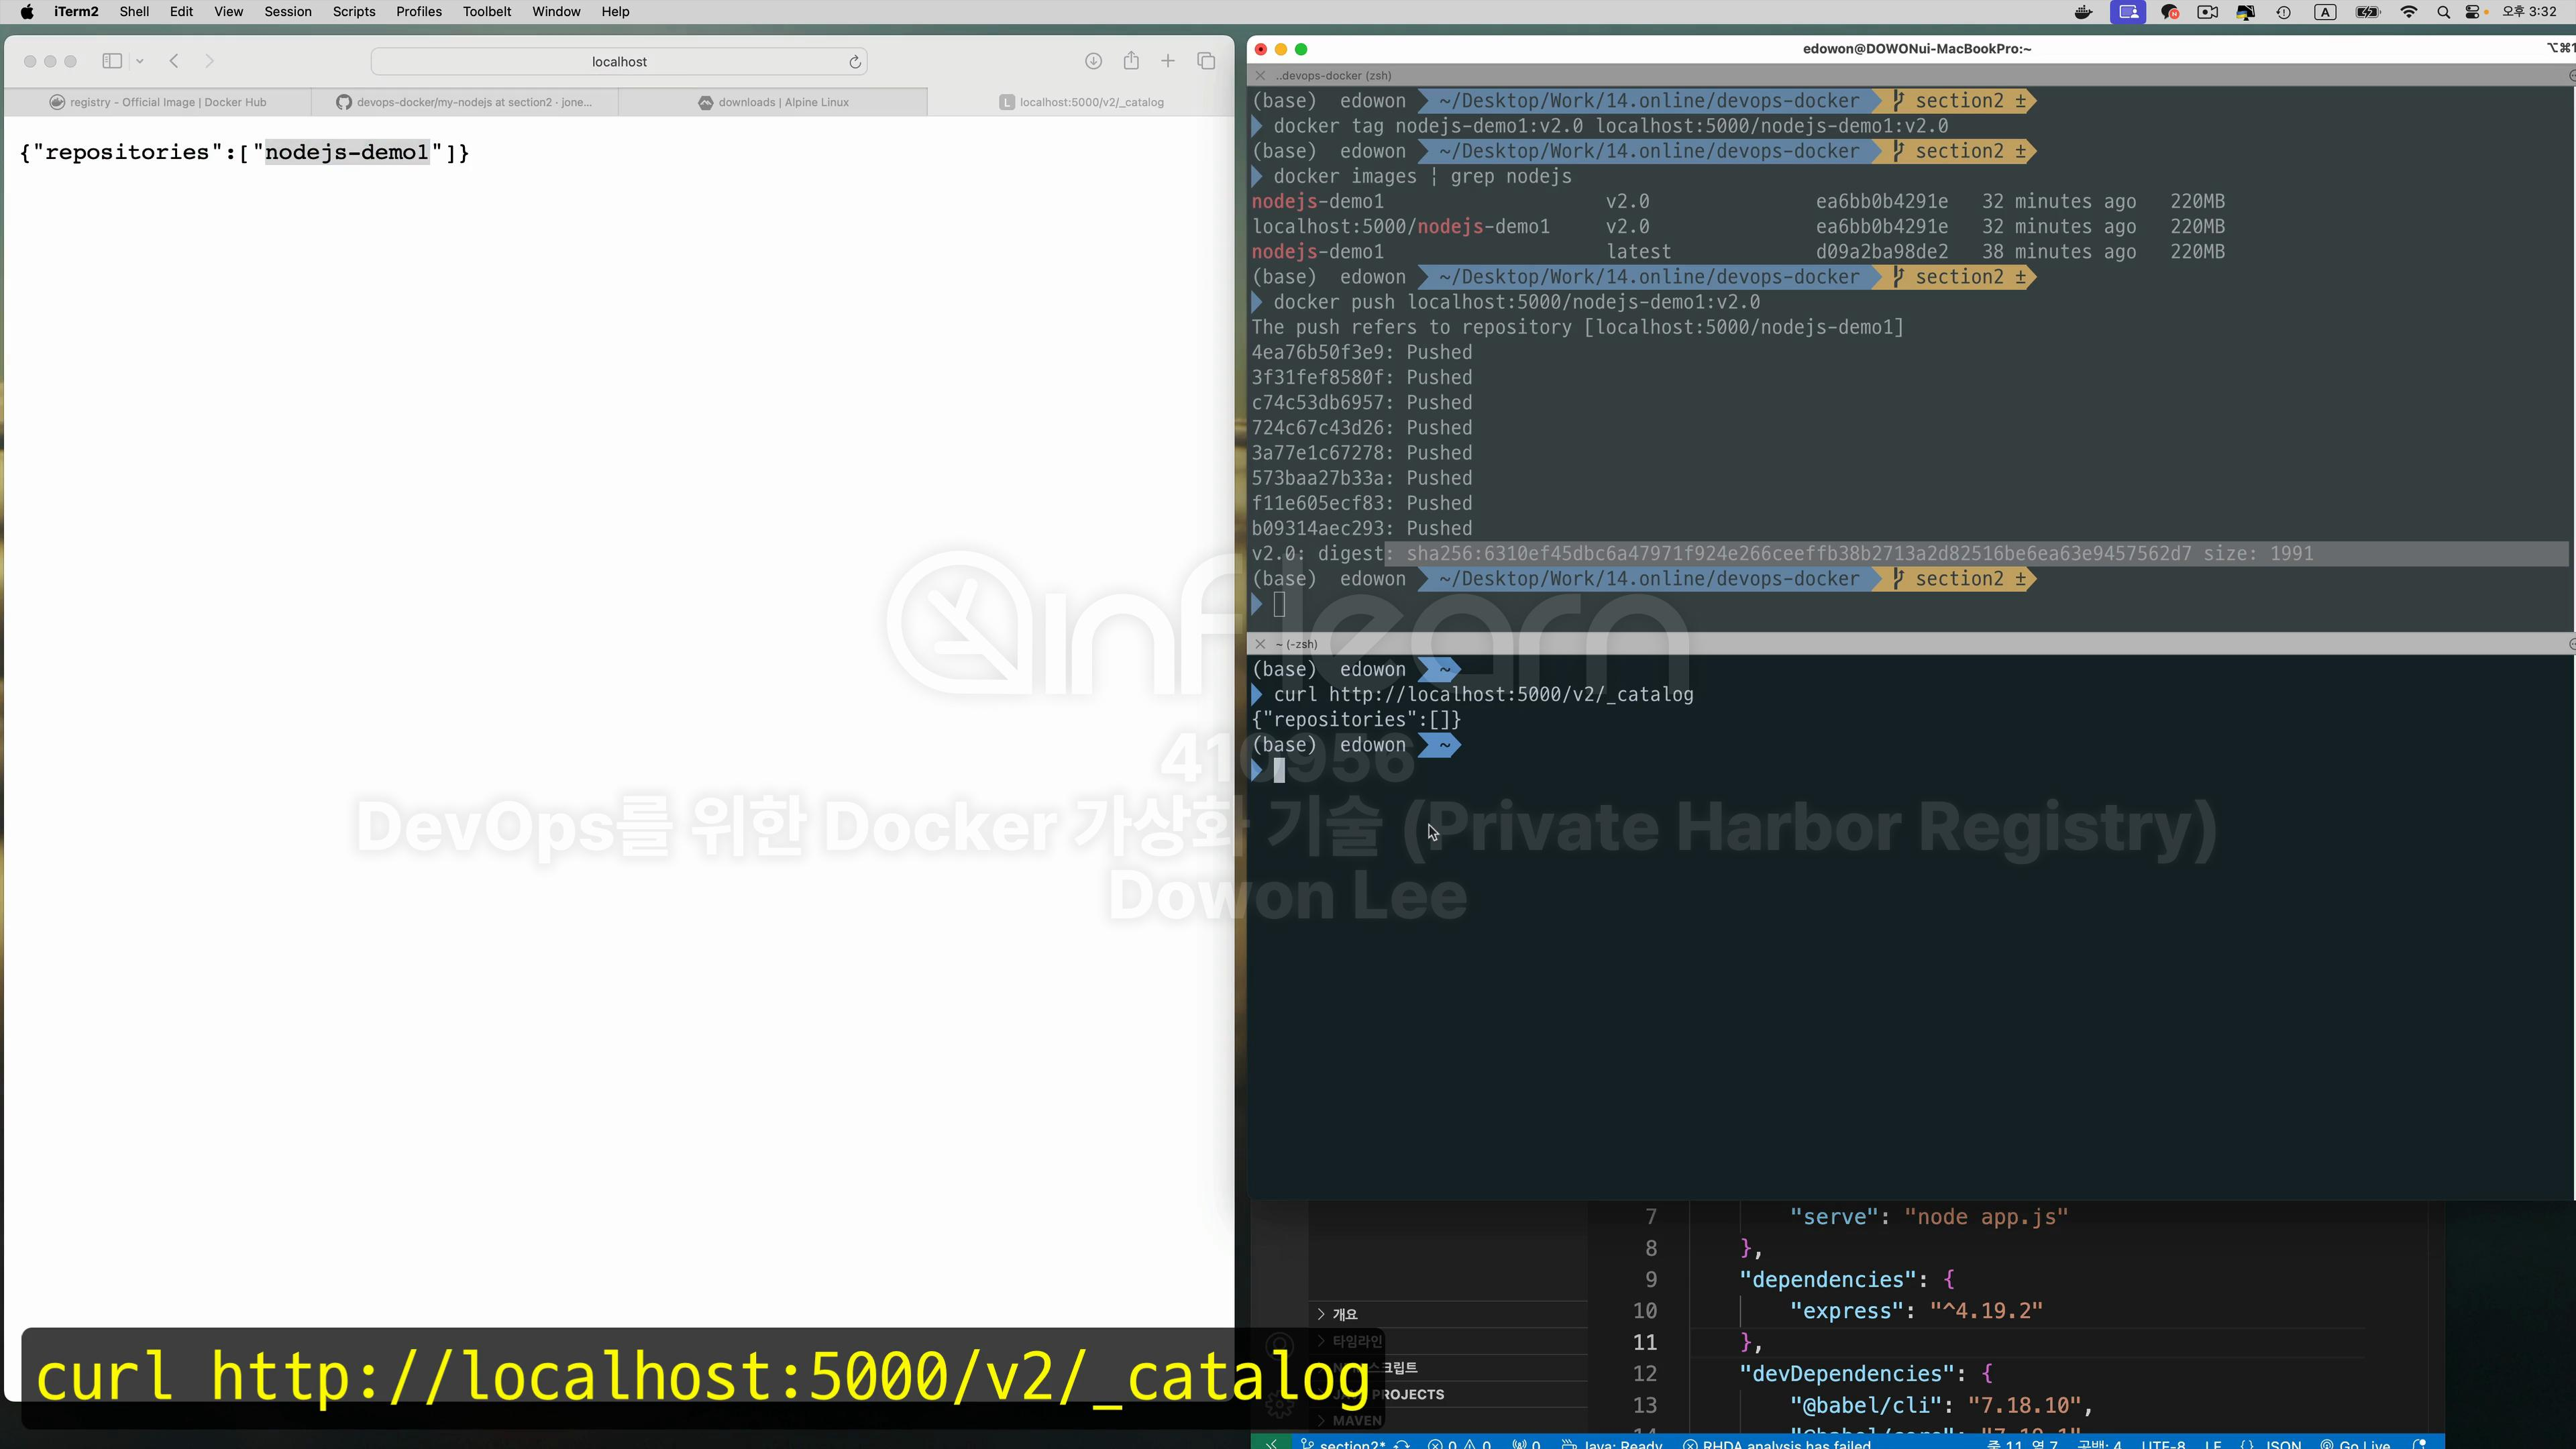 iTerm2 Shell Edit View Session Scripts Profiles Toolbelt Window Help
A 오후 3:32
localhost
registry - Official Image | Docker Hub
devops-docker/my-nodejs at section2 · jone...
downloads | Alpine Linux
L localhost:5000/v2/_catalog
{"repositories":["nodejs-demo1"]}
edowon@DOWONui-MacBookPro:~
..devops-docker (zsh)
(base) edowon ~/Desktop/Work/14.online/devops-docker section2 ±
docker tag nodejs-demo1:v2.0 localhost:5000/nodejs-demo1:v2.0
(base) edowon ~/Desktop/Work/14.online/devops-docker section2 ±
docker images | grep nodejs
nodejs-demo1 v2.0 ea6bb0b4291e 32 minutes ago 220MB
localhost:5000/nodejs-demo1 v2.0 ea6bb0b4291e 32 minutes ago 220MB
nodejs-demo1 latest d09a2ba98de2 38 minutes ago 220MB
(base) edowon ~/Desktop/Work/14.online/devops-docker section2 ±
docker push localhost:5000/nodejs-demo1:v2.0
The push refers to repository [localhost:5000/nodejs-demo1]
4ea76b50f3e9: Pushed
3f31fef8580f: Pushed
c74c53db6957: Pushed
724c67c43d26: Pushed
3a77e1c67278: Pushed
573baa27b33a: Pushed
f11e605ecf83: Pushed
b09314aec293: Pushed
v2.0: digest: sha256:6310ef45dbc6a47971f924e266ceeffb38b2713a2d82516be6ea63e9457562d7 size: 1991
(base) edowon ~/Desktop/Work/14.online/devops-docker section2 ±
~ (-zsh)
(base) edowon ~
curl http://localhost:5000/v2/_catalog
{"repositories":[]}
(base) edowon ~
inflearn
410956
DevOps를 위한 Docker 가상화 기술 (Private Harbor Registry)
Dowon Lee
7 "serve": "node app.js"
8 },
9 "dependencies": {
10 "express": "^4.19.2"
11 },
12 "devDependencies": {
13 "@babel/cli": "7.18.10",
개요
타임라인
스크립트
PROJECTS
MAVEN
curl http://localhost:5000/v2/_catalog
section2* 0 0 0 Java: Ready RHDA analysis has failed 줄 11, 열 7 공백: 4 UTF-8 LF {} JSON Go Live